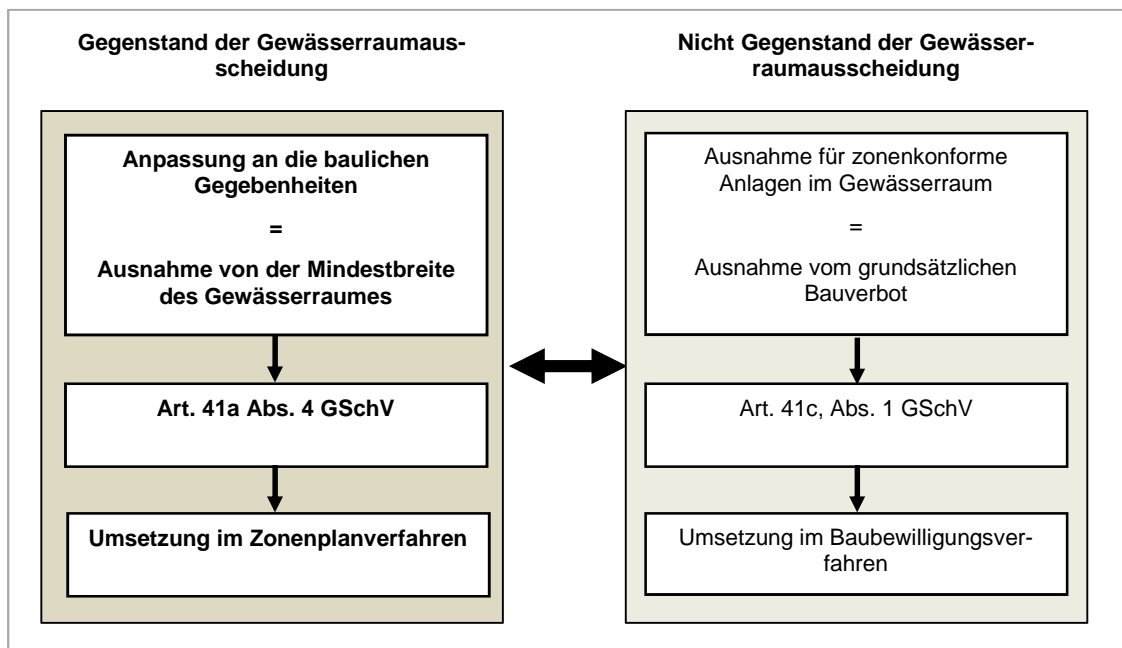 Gegenstand der Gewässerraumaus-
scheidung
Anpassung an die baulichen
Gegebenheiten
=
Ausnahme von der Mindestbreite
des Gewässerraumes
Art. 41a Abs. 4 GSchV
Umsetzung im Zonenplanverfahren
Nicht Gegenstand der Gewässer-
raumausscheidung
Ausnahme für zonenkonforme
Anlagen im Gewässerraum
=
Ausnahme vom grundsätzlichen
Bauverbot
Art. 41c, Abs. 1 GSchV
Umsetzung im Baubewilligungsver-
fahren